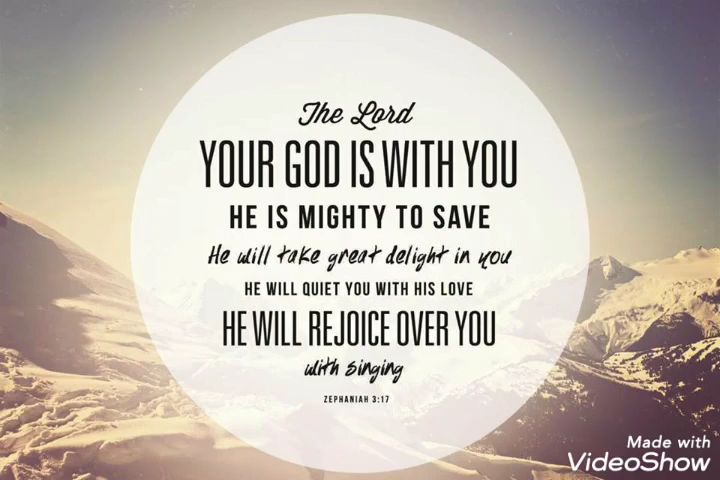 The Lord
YOUR GOD IS WITH YOU
HE IS MIGHTY TO SAVE
He will take great delight in you
HE WILL QUIET YOU WITH HIS LOVE
HE WILL REJOICE OVER YOU
with singing
ZEPHANIAH 3:17
Made with
VideoShow